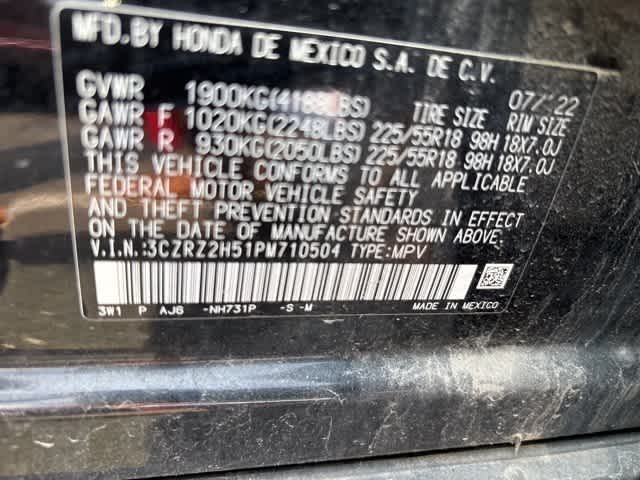 MFD.BY HONDA DE MEXICO S.A. DE C.V.
GVWR 1900KG(4188LBS) 07/22
TIRE SIZE RIM SIZE
GAWR F 1020KG(2248LBS) 225/55R18 98H 18X7.0J
GAWR R 930KG(2050LBS) 225/55R18 98H 18X7.0J
THIS VEHICLE CONFORMS TO ALL APPLICABLE
FEDERAL MOTOR VEHICLE SAFETY
AND THEFT PREVENTION STANDARDS IN EFFECT ON
THE DATE OF MANUFACTURE SHOWN ABOVE.
V.I.N.:3CZRZ2H51PM710504 TYPE:MPV
3W1 P AJ6 -NH731P -S -M MADE IN MEXICO